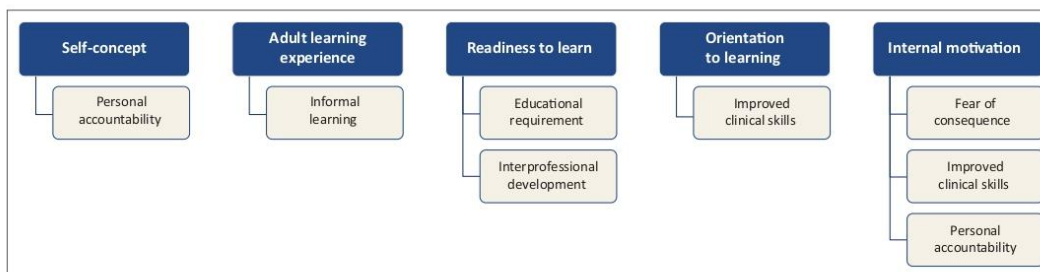 Self-concept
Personal
accountability
Adult learning
experience
Informal
learning
Readiness to learn
Educational
requirement
Interprofessional
development
Orientation
to learning
Improved
clinical skills
Internal motivation
Fear of
consequence
Improved
clinical skills
Personal
accountability